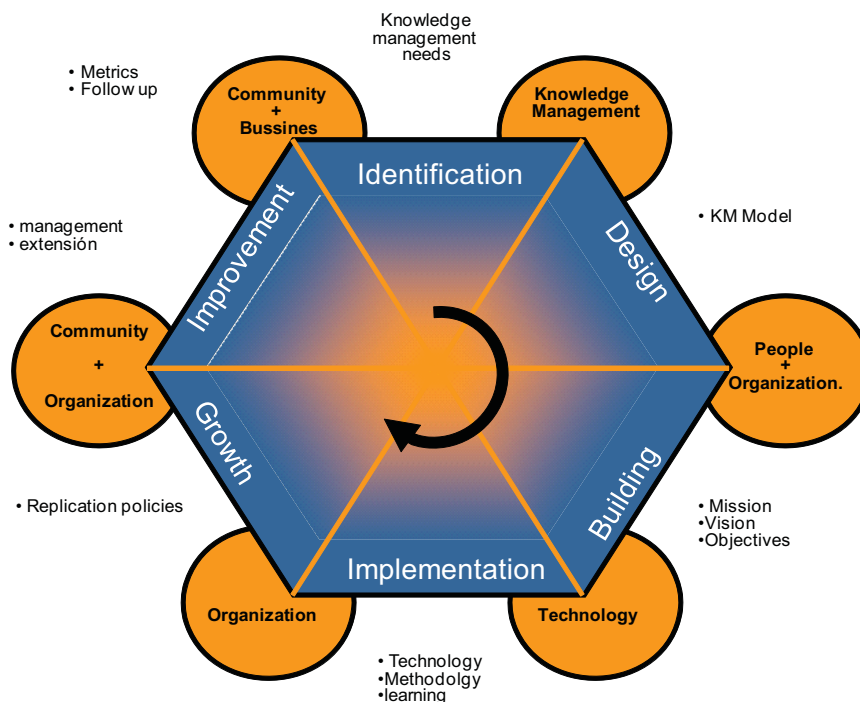 Knowledge
management
needs
• Metrics
• Follow up
Community
+
Bussines
Knowledge
Management
Identification
Improvement
Design
• management
• extensión
• KM Model
Community
+
Organization
People
+
Organization.
Growth
Building
• Replication policies
• Mission
•Vision
•Objectives
Implementation
Organization
Technology
• Technology
•Methodolgy
•learning